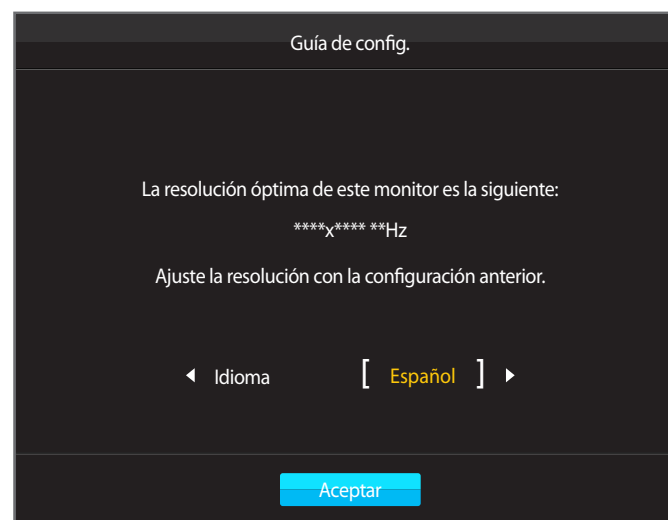 Guía de config.
La resolución óptima de este monitor es la siguiente:
****x**** **Hz
Ajuste la resolución con la configuración anterior.
Idioma [ Español ]
Aceptar